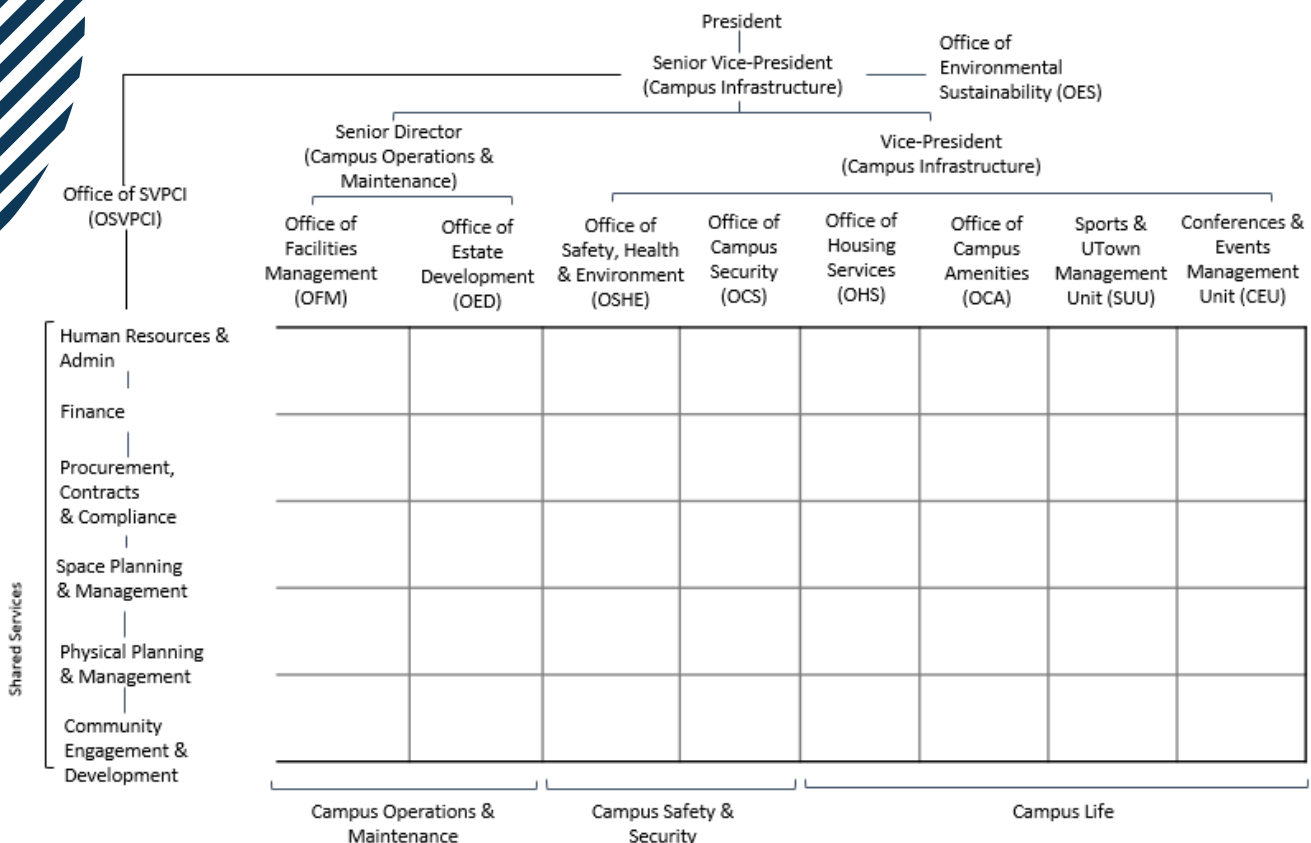 President
Senior Vice-President
(Campus Infrastructure)
Office of
Environmental
Sustainability (OES)
Senior Director
(Campus Operations &
Maintenance)
Vice-President
(Campus Infrastructure)
Office of SVPCI
(OSVPCI)
Office of
Facilities
Management
(OFM)
Office of
Estate
Development
(OED)
Office of
Safety, Health
& Environment
(OSHE)
Office of
Campus
Security
(OCS)
Office of
Housing
Services
(OHS)
Office of
Campus
Amenities
(OCA)
Sports &
UTown
Management
Unit (SUU)
Conferences &
Events
Management
Unit (CEU)
Shared Services
Human Resources &
Admin
Finance
Procurement,
Contracts
& Compliance
Space Planning
& Management
Physical Planning
& Management
Community
Engagement &
Development
Campus Operations &
Maintenance
Campus Safety &
Security
Campus Life